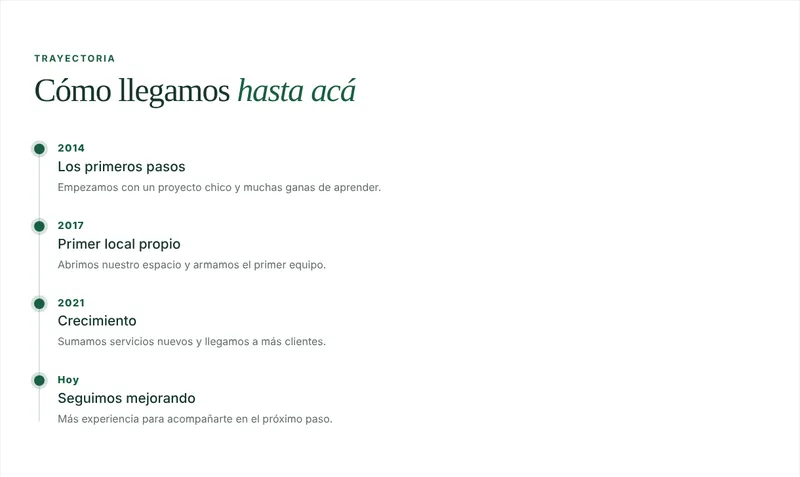 TRAYECTORIA
Cómo llegamos hasta acá
2014
Los primeros pasos
Empezamos con un proyecto chico y muchas ganas de aprender.
2017
Primer local propio
Abrimos nuestro espacio y armamos el primer equipo.
2021
Crecimiento
Sumamos servicios nuevos y llegamos a más clientes.
Hoy
Seguimos mejorando
Más experiencia para acompañarte en el próximo paso.